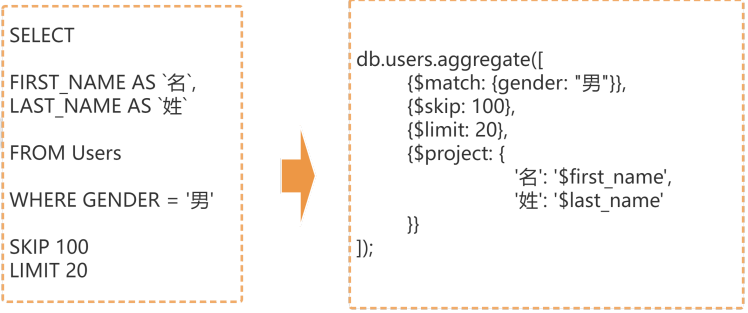 SELECT
FIRST_NAME AS `名`,
LAST_NAME AS `姓`
FROM Users
WHERE GENDER = '男'
SKIP 100
LIMIT 20
db.users.aggregate([
{$match: {gender: "男"}},
{$skip: 100},
{$limit: 20},
{$project: {
'名': '$first_name',
'姓': '$last_name'
}}
]);